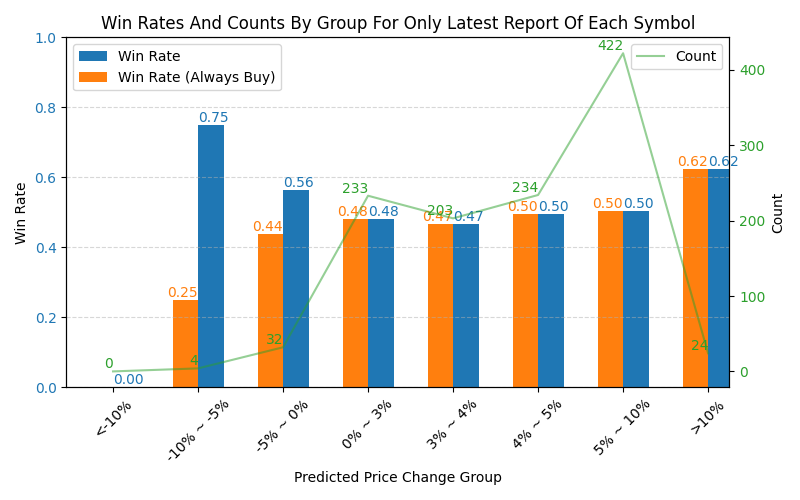 Win Rates And Counts By Group For Only Latest Report Of Each Symbol
Win Rate
Win Rate (Always Buy)
Count
1.0
0.8
0.6
0.4
0.2
0.0
Win Rate
400
300
200
100
0
Count
0
0.00
0.25
4
0.75
0.44
32
0.56
233
0.48
0.48
203
0.47
0.47
234
0.50
0.50
422
0.50
0.50
0.62
24
0.62
<-10%
-10% ~ -5%
-5% ~ 0%
0% ~ 3%
3% ~ 4%
4% ~ 5%
5% ~ 10%
>10%
Predicted Price Change Group